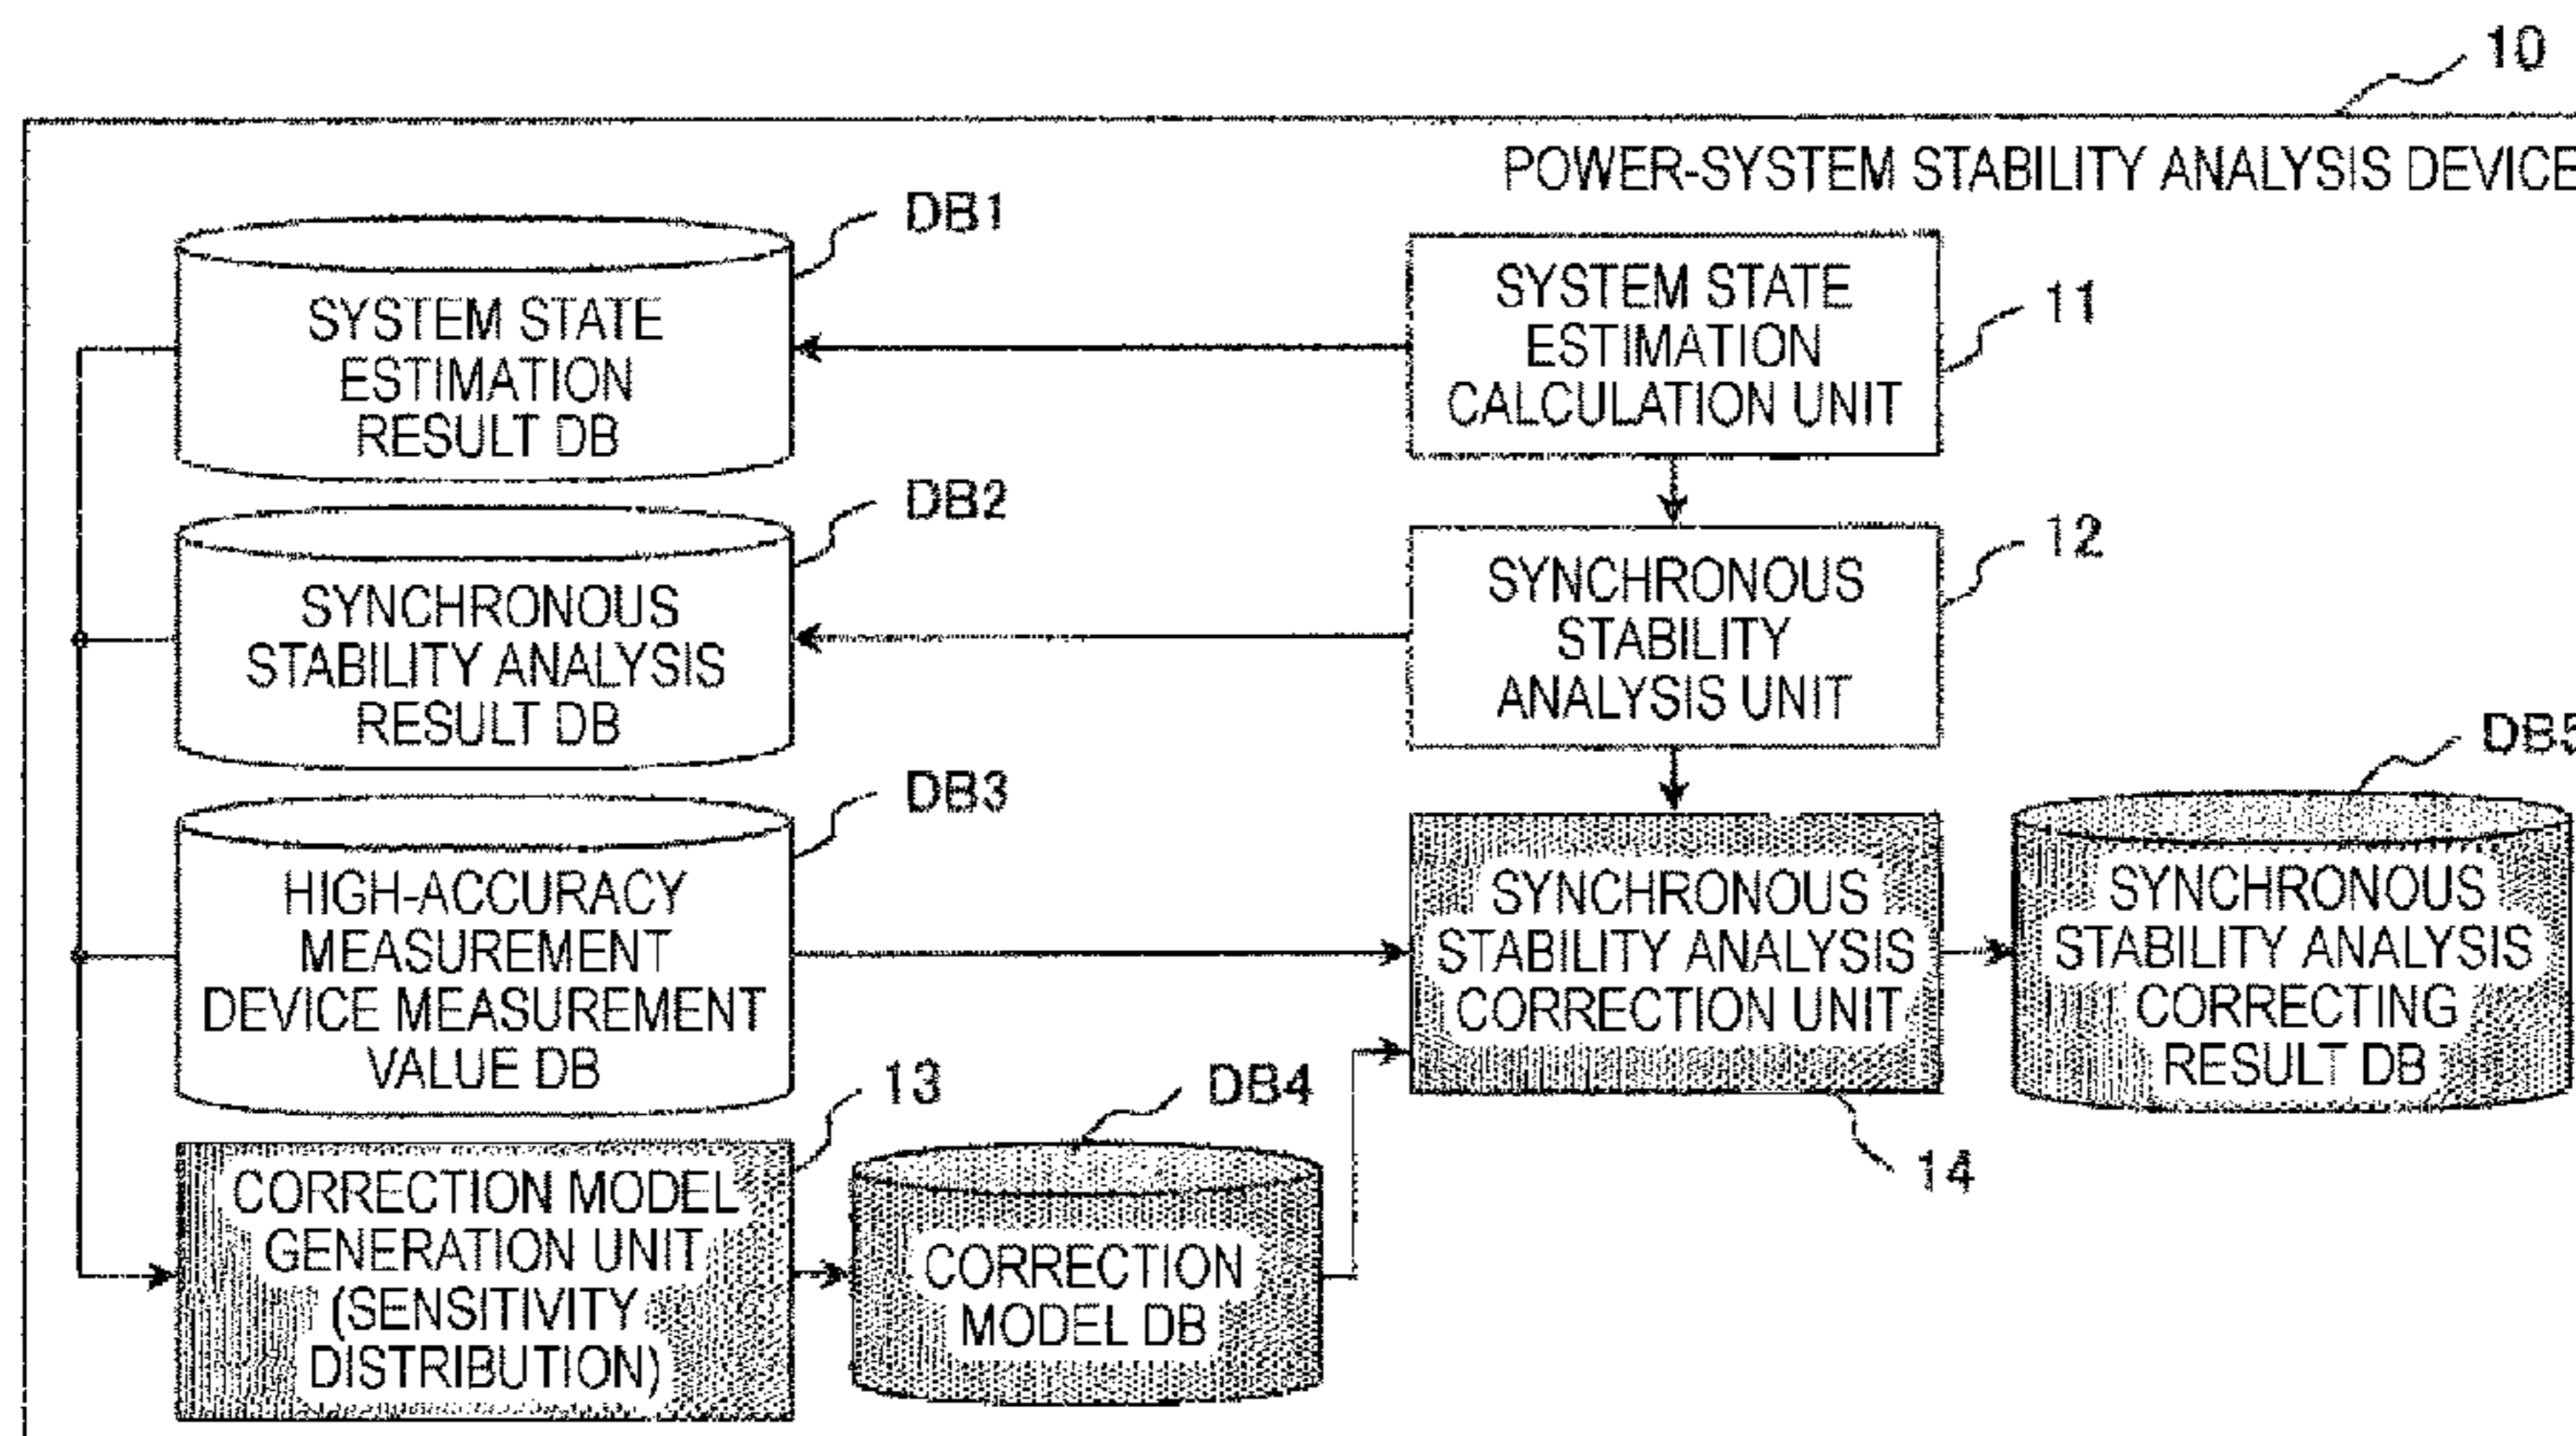 10
POWER-SYSTEM STABILITY ANALYSIS DEVICE
DB1
SYSTEM STATE
ESTIMATION
RESULT DB
SYSTEM STATE
ESTIMATION
CALCULATION UNIT
11
DB2
SYNCHRONOUS
STABILITY ANALYSIS
RESULT DB
SYNCHRONOUS
STABILITY
ANALYSIS UNIT
12
DB3
HIGH-ACCURACY
MEASUREMENT
DEVICE MEASUREMENT
VALUE DB
SYNCHRONOUS
STABILITY ANALYSIS
CORRECTION UNIT
14
DB5
SYNCHRONOUS
STABILITY ANALYSIS
CORRECTING
RESULT DB
13
CORRECTION MODEL
GENERATION UNIT
(SENSITIVITY
DISTRIBUTION)
DB4
CORRECTION
MODEL DB